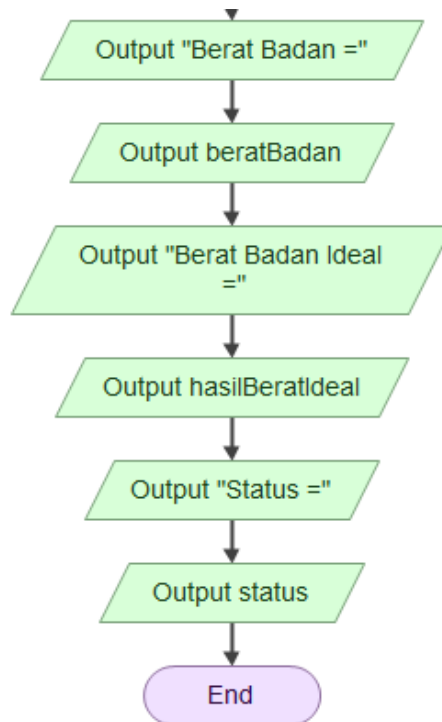 Output "Berat Badan ="
Output beratBadan
Output "Berat Badan Ideal
="
Output hasilBeratIdeal
Output "Status ="
Output status
End